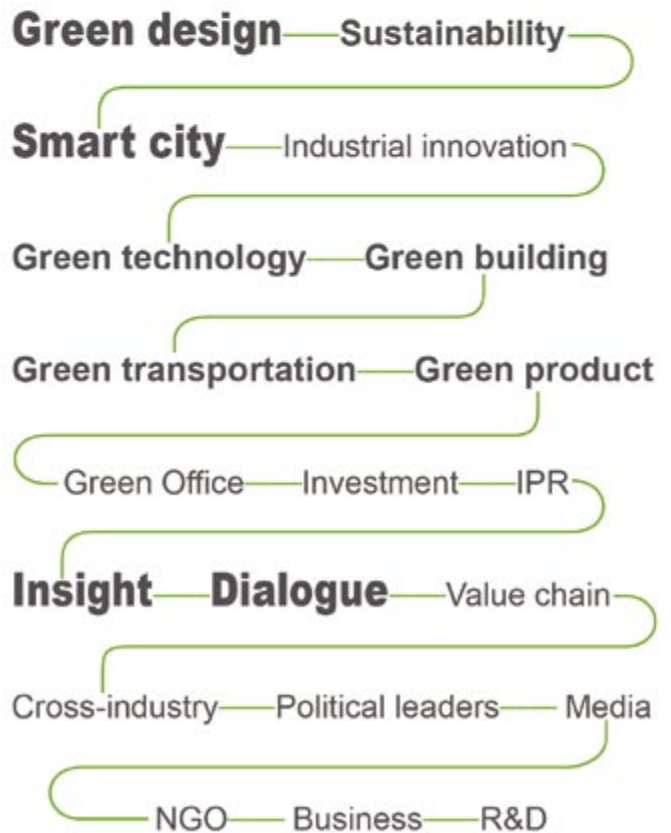 Green design Sustainability
Smart city Industrial innovation
Green technology Green building
Green transportation Green product
Green Office Investment IPR
Insight Dialogue Value chain
Cross-industry Political leaders Media
NGO Business R&D